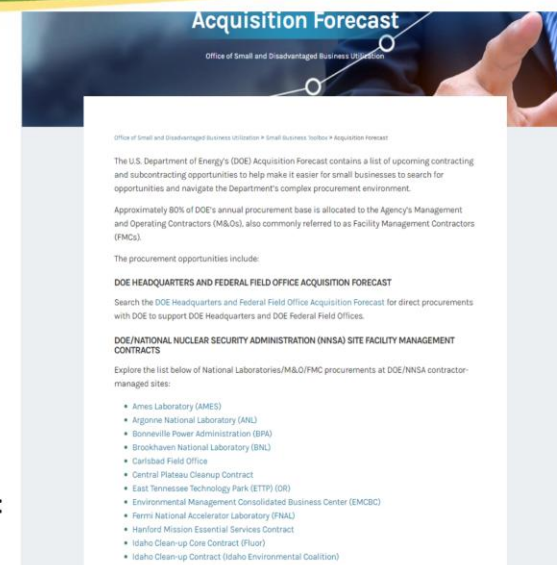 Acquisition Forecast
Office of Small and Disadvantaged Business Utilization
Office of Small and Disadvantaged Business Utilization » Small Business Toolbox » Acquisition Forecast
The U.S. Department of Energy's (DOE) Acquisition Forecast contains a list of upcoming contracting
and subcontracting opportunities to help make it easier for small businesses to search for
opportunities and navigate the Department's complex procurement environment.
Approximately 80% of DOE's annual procurement base is allocated to the Agency's Management
and Operating Contractors (M&Os), also commonly referred to as Facility Management Contractors
(FMCs).
The procurement opportunities include:
DOE HEADQUARTERS AND FEDERAL FIELD OFFICE ACQUISITION FORECAST
Search the DOE Headquarters and Federal Field Office Acquisition Forecast for direct procurements
with DOE to support DOE Headquarters and DOE Federal Field Offices.
DOE/NATIONAL NUCLEAR SECURITY ADMINISTRATION (NNSA) SITE FACILITY MANAGEMENT
CONTRACTS
Explore the list below of National Laboratories/M&O/FMC procurements at DOE/NNSA contractor-
managed sites:
• Ames Laboratory (AMES)
• Argonne National Laboratory (ANL)
• Bonneville Power Administration (BPA)
• Brookhaven National Laboratory (BNL)
• Carlsbad Field Office
• Central Plateau Cleanup Contract
• East Tennessee Technology Park (ETTP) (OR)
• Environmental Management Consolidated Business Center (EMCBC)
• Fermi National Accelerator Laboratory (FNAL)
• Hanford Mission Essential Services Contract
• Idaho Clean-up Core Contract (Fluor)
• Idaho Clean-up Contract (Idaho Environmental Coalition)
: